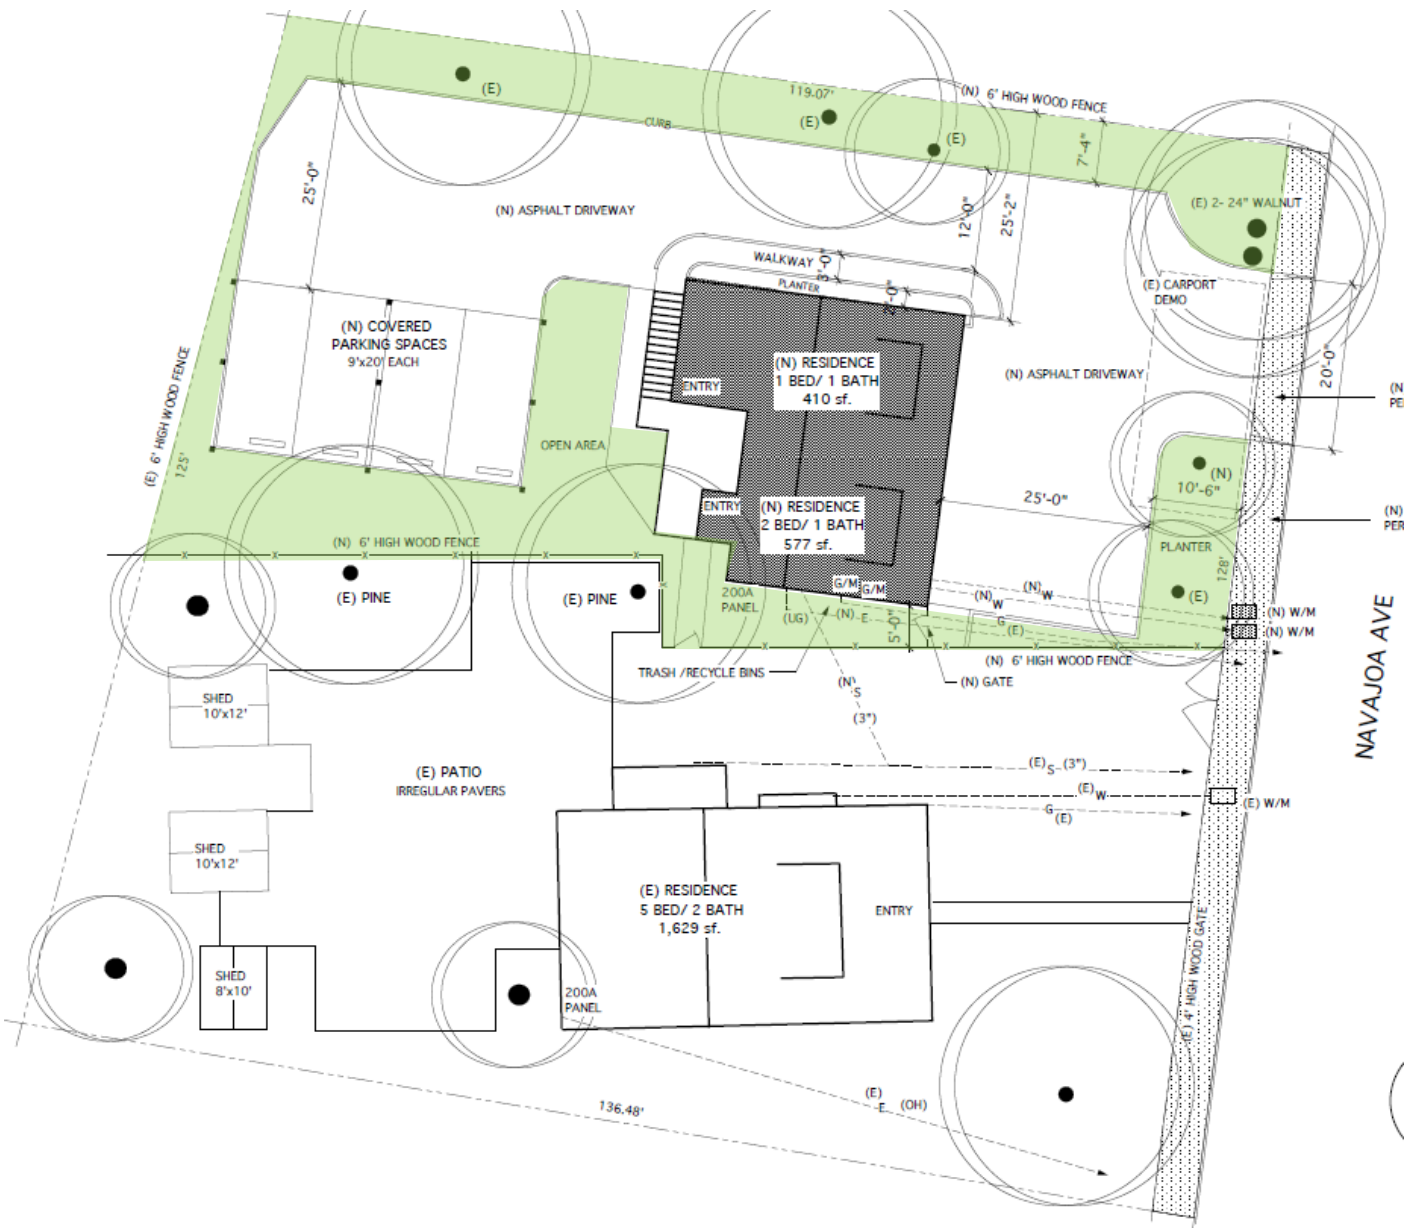 (E)
119.07'
(N) 6' HIGH WOOD FENCE
CURB
(E)
(E)
7'-4"
25'-0"
(N) ASPHALT DRIVEWAY
12'-0"
25'-2"
(E) 2- 24" WALNUT
WALKWAY
3'-0"
PLANTER
2'-0"
(E) CARPORT
DEMO
(N) COVERED
PARKING SPACES
9'x20' EACH
(N) RESIDENCE
1 BED/ 1 BATH
410 sf.
ENTRY
(N) ASPHALT DRIVEWAY
20'-0"
(N
PE
(E) 6' HIGH WOOD FENCE
125'
OPEN AREA
(N)
10'-6"
25'-0"
ENTRY
(N) RESIDENCE
2 BED/ 1 BATH
577 sf.
(N)
PER
(N) 6' HIGH WOOD FENCE
PLANTER
128'
(E) PINE
(E) PINE
200A
PANEL
G/M
G/M
(UG)
(N)
E
5'-0"
(N)
W
(N)
W
G
(E)
(E)
(N) W/M
(N) W/M
NAVAJOA AVE
TRASH /RECYCLE BINS
(N) 6' HIGH WOOD FENCE
(N) GATE
(N)
S
(3")
SHED
10'x12'
(E) PATIO
IRREGULAR PAVERS
(E) S (3")
(E) W
G
(E)
(E) W/M
SHED
10'x12'
(E) RESIDENCE
5 BED/ 2 BATH
1,629 sf.
ENTRY
(E) 4' HIGH WOOD GATE
SHED
8'x10'
200A
PANEL
136.48'
(E)
E
(OH)